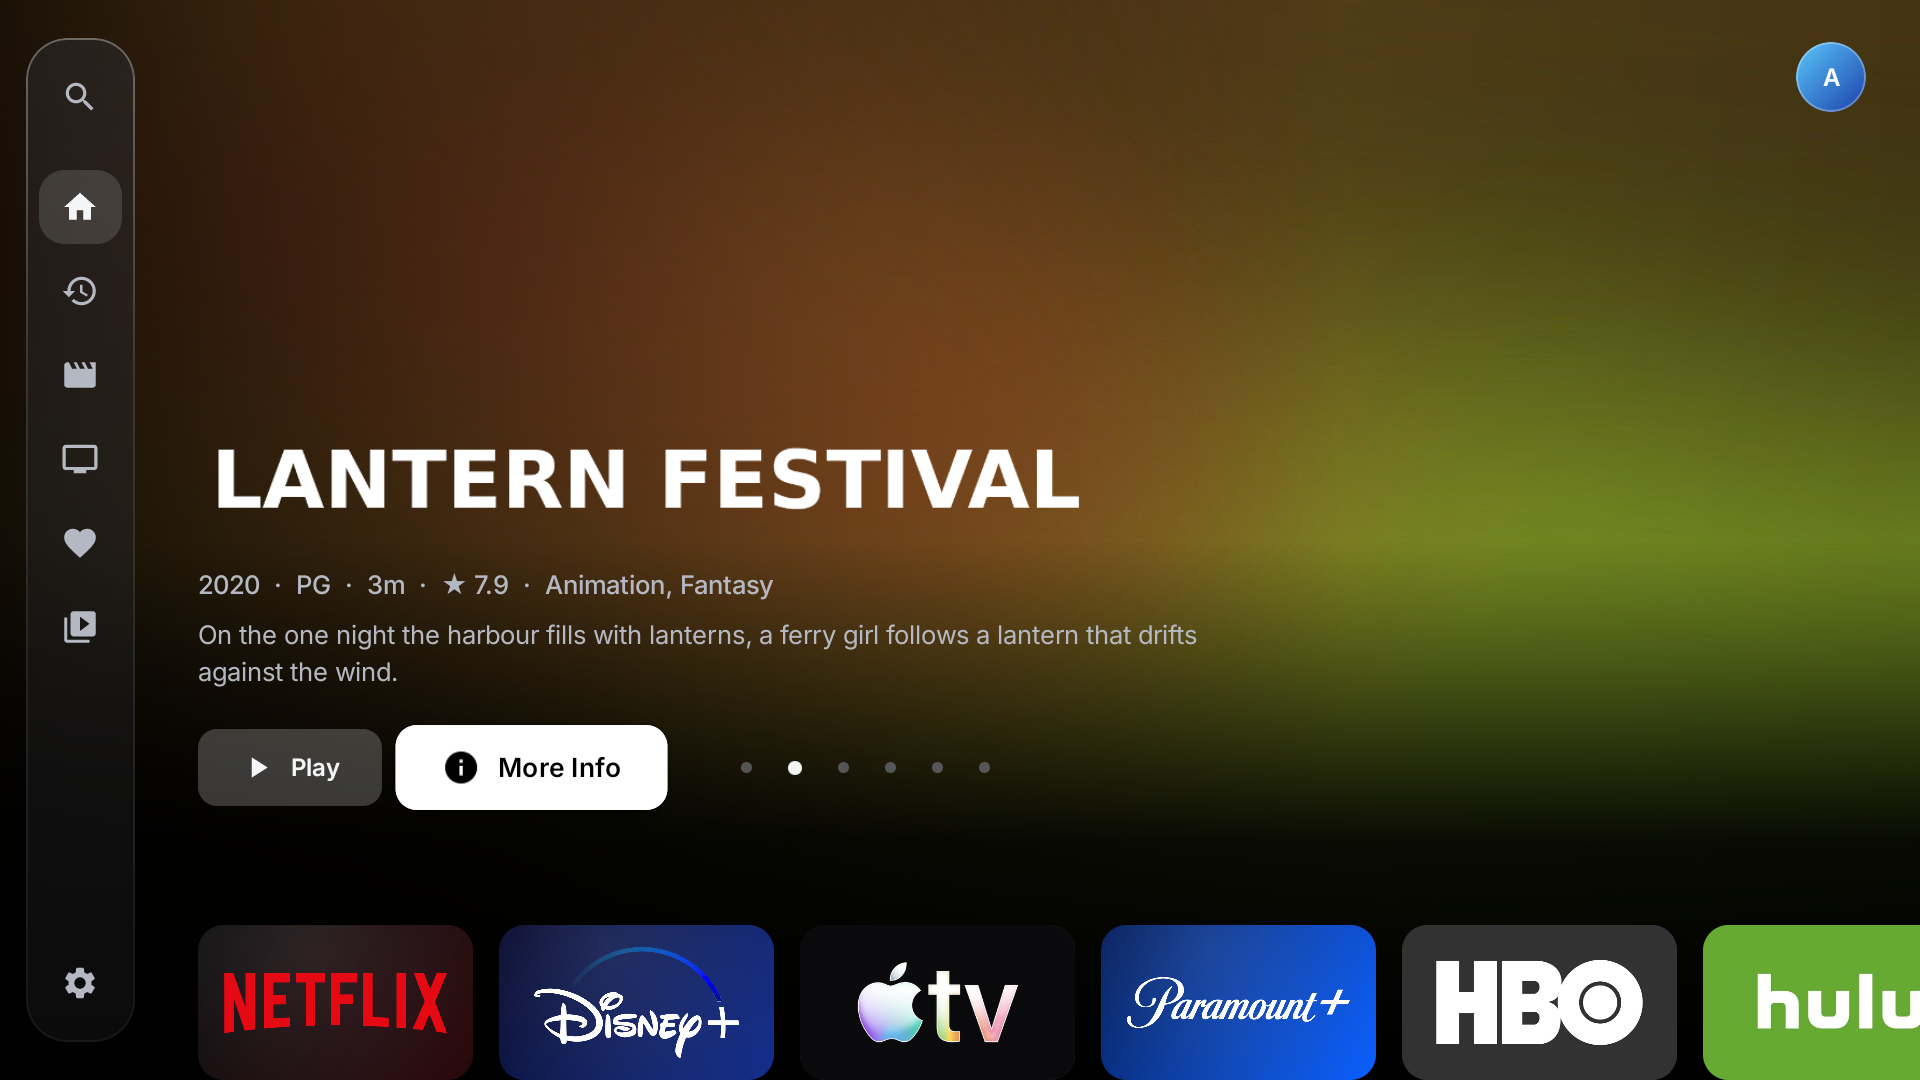 A
LANTERN FESTIVAL
2020 · PG · 3m · ★ 7.9 · Animation, Fantasy
On the one night the harbour fills with lanterns, a ferry girl follows a lantern that drifts
against the wind.
Play
More Info
NETFLIX
Disney+
tv
Paramount+
HBO
hulu